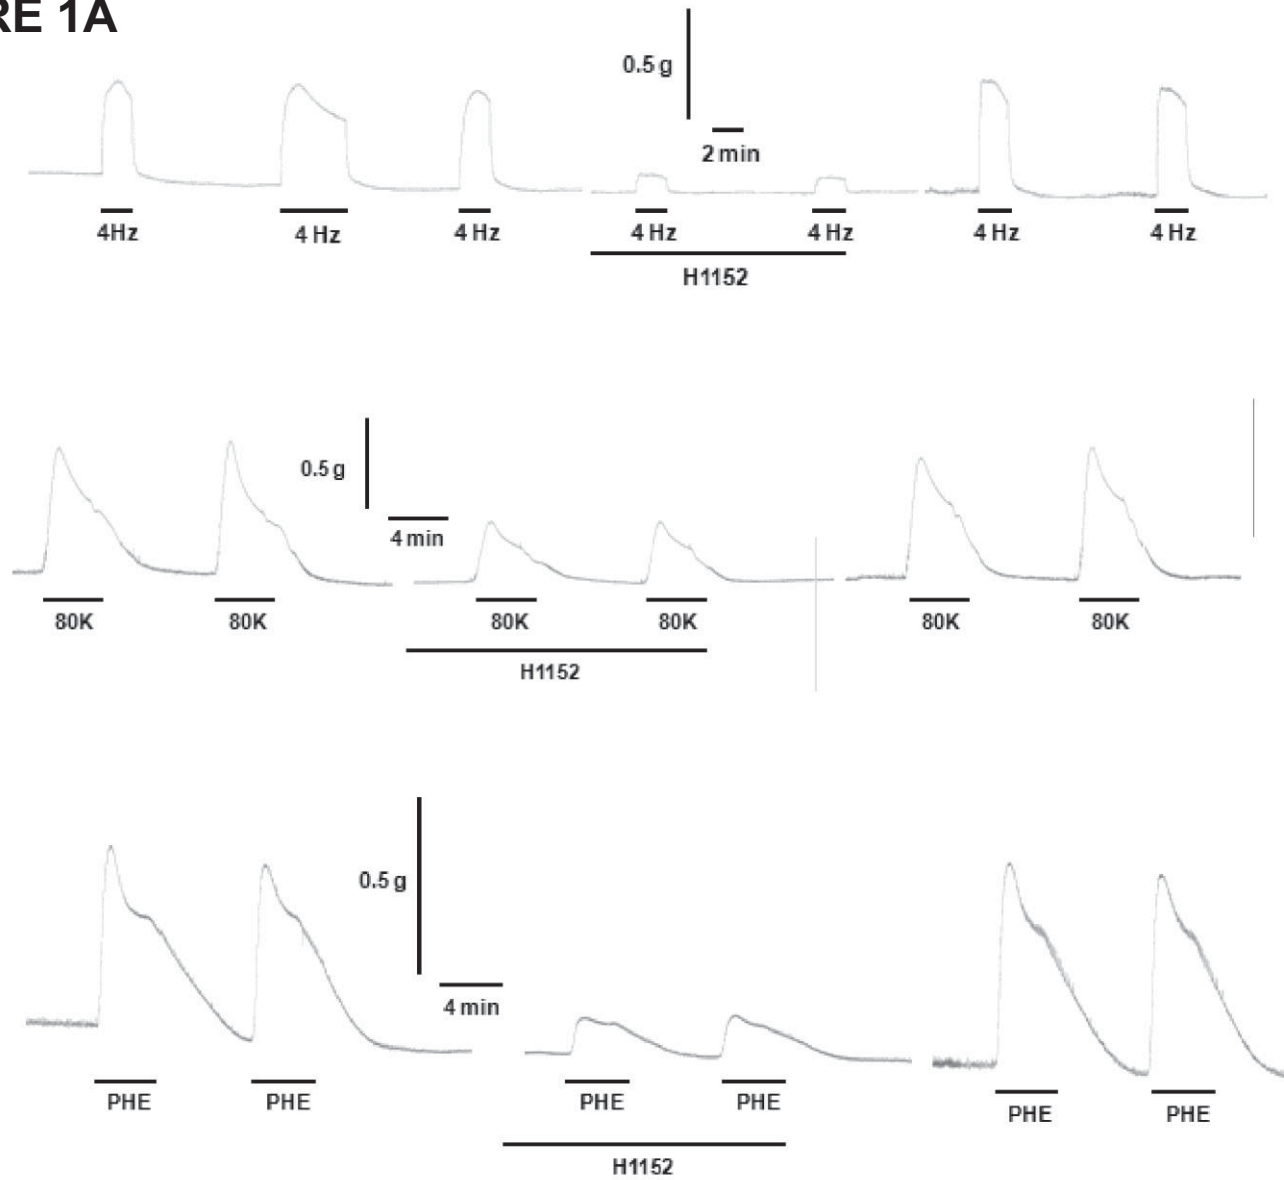 RE 1A
0.5 g
2 min
4Hz 4 Hz 4 Hz 4 Hz 4 Hz 4 Hz 4 Hz
H1152
0.5 g
4 min
80K 80K 80K 80K 80K 80K
H1152
0.5 g
4 min
PHE PHE PHE PHE PHE PHE
H1152